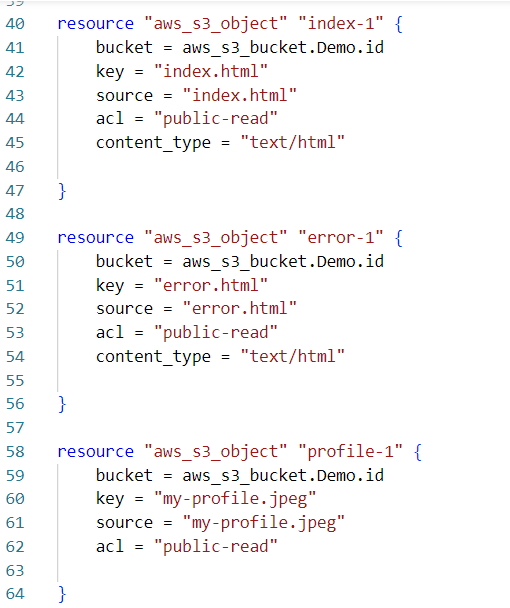 39
40 resource "aws_s3_object" "index-1" {
41 bucket = aws_s3_bucket.Demo.id
42 key = "index.html"
43 source = "index.html"
44 acl = "public-read"
45 content_type = "text/html"
46
47 }
48
49 resource "aws_s3_object" "error-1" {
50 bucket = aws_s3_bucket.Demo.id
51 key = "error.html"
52 source = "error.html"
53 acl = "public-read"
54 content_type = "text/html"
55
56 }
57
58 resource "aws_s3_object" "profile-1" {
59 bucket = aws_s3_bucket.Demo.id
60 key = "my-profile.jpeg"
61 source = "my-profile.jpeg"
62 acl = "public-read"
63
64 }